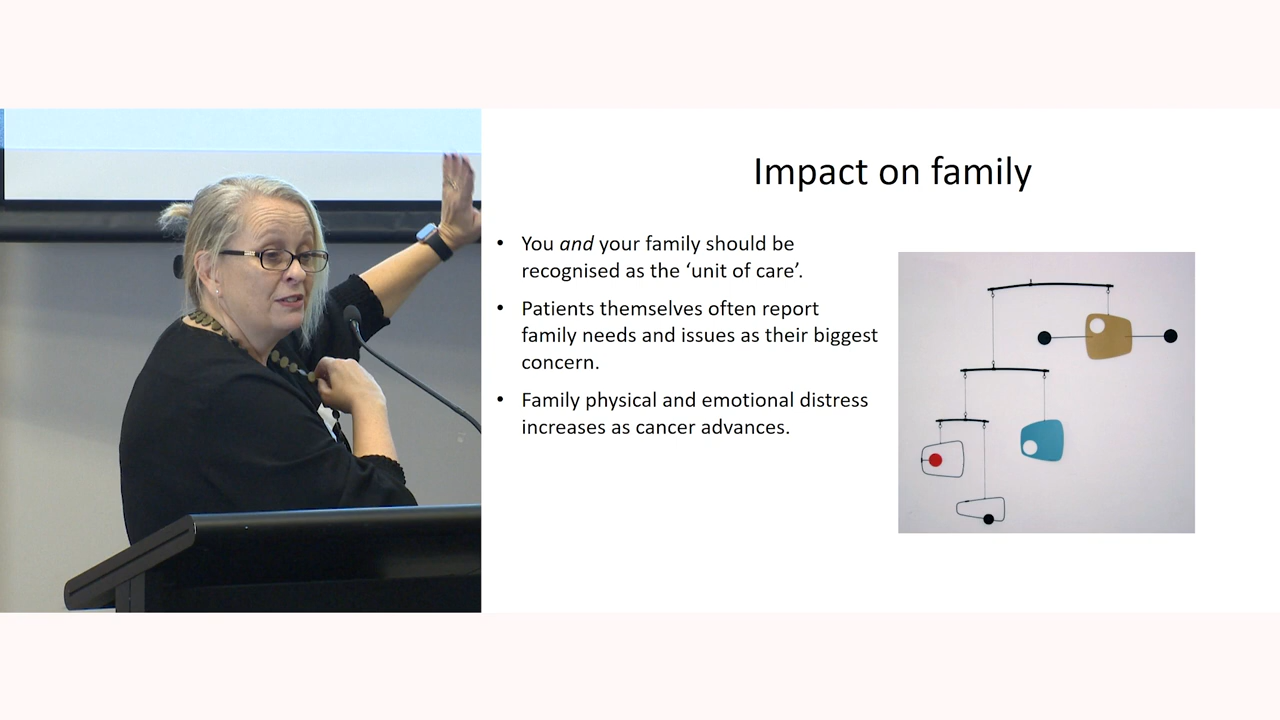 Impact on family
• You and your family should be
recognised as the ‘unit of care’.
• Patients themselves often report
family needs and issues as their biggest
concern.
• Family physical and emotional distress
increases as cancer advances.